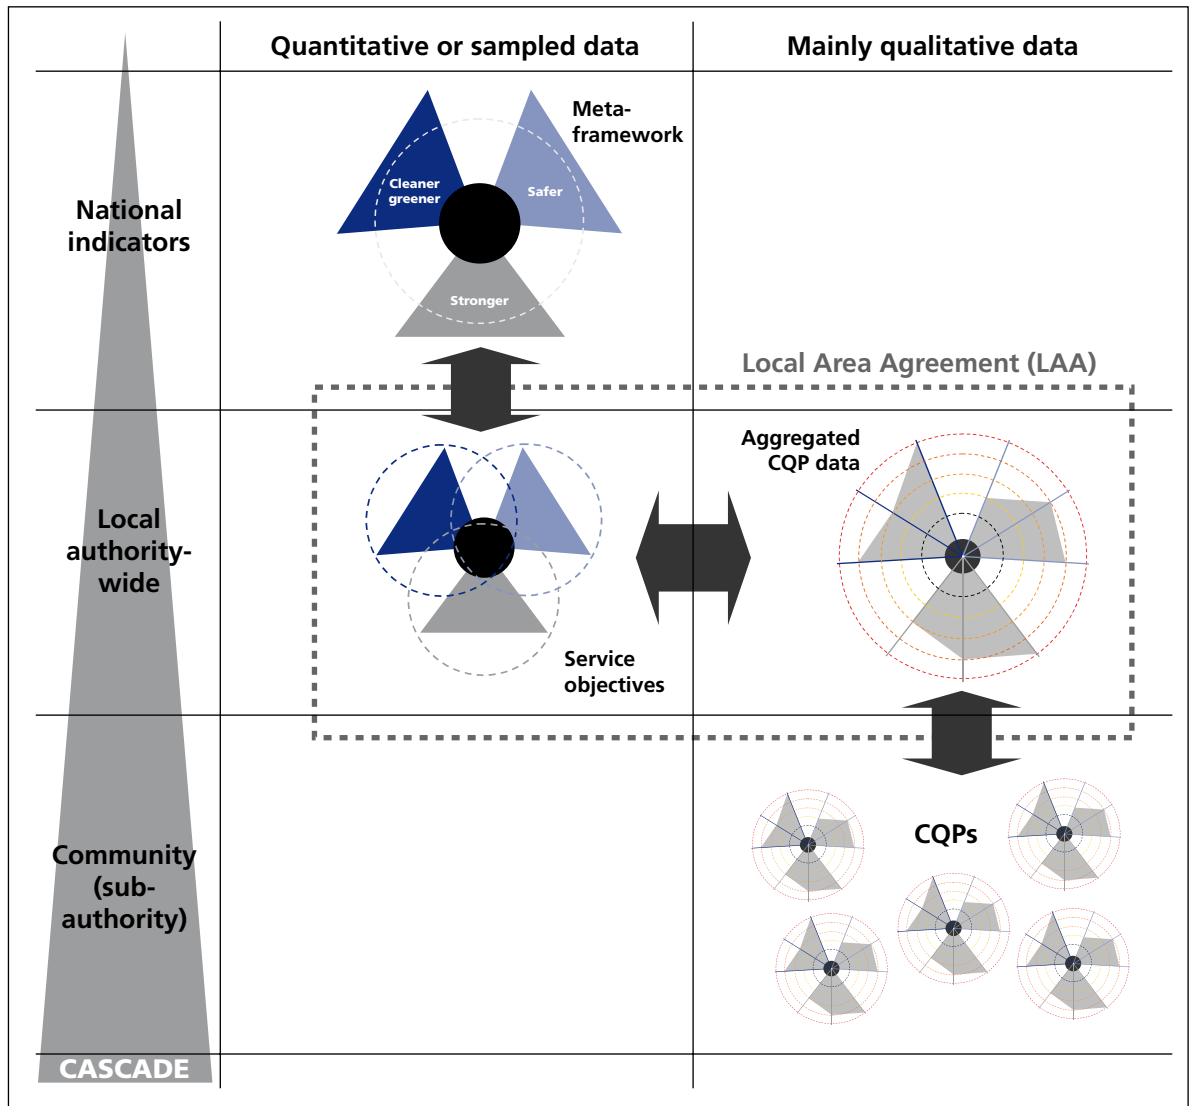 Quantitative or sampled data
Mainly qualitative data
National
indicators
Meta-
framework
Cleaner
greener
Safer
Stronger
Local Area Agreement (LAA)
Local
authority-
wide
Service
objectives
Aggregated
CQP data
Community
(sub-
authority)
CQPs
CASCADE